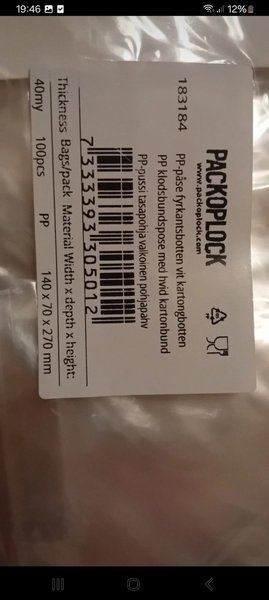 19:46
12%
PACKOPLOCK
www.packoplock.com
183184
PP-påse fyrkantsbotten vit kartongbotten
PP klodsbundspose med hvid kartonbund
PP-pussi tasapohja valkoinen pohjapahv
7 333393 305012
Thickness Bags/pack Material Width x depth x height:
40my 100pcs PP 140 x 70 x 270 mm